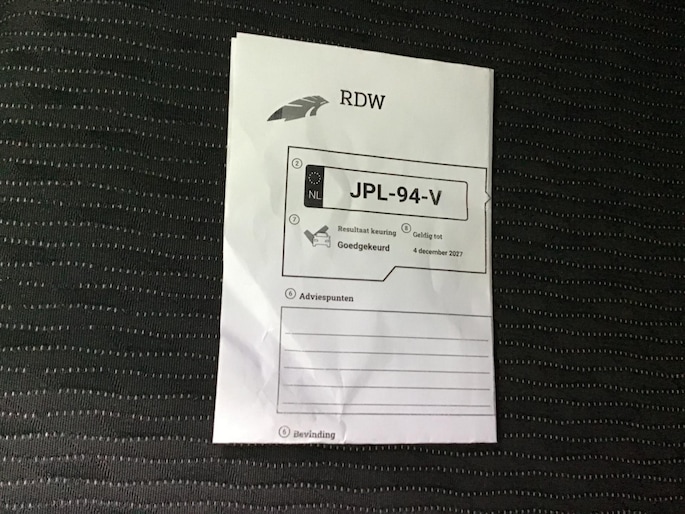 RDW
2
NL JPL-94-V
7 Resultaat keuring 8 Geldig tot
Goedgekeurd 4 december 2027
6 Adviespunten
6 Bevinding